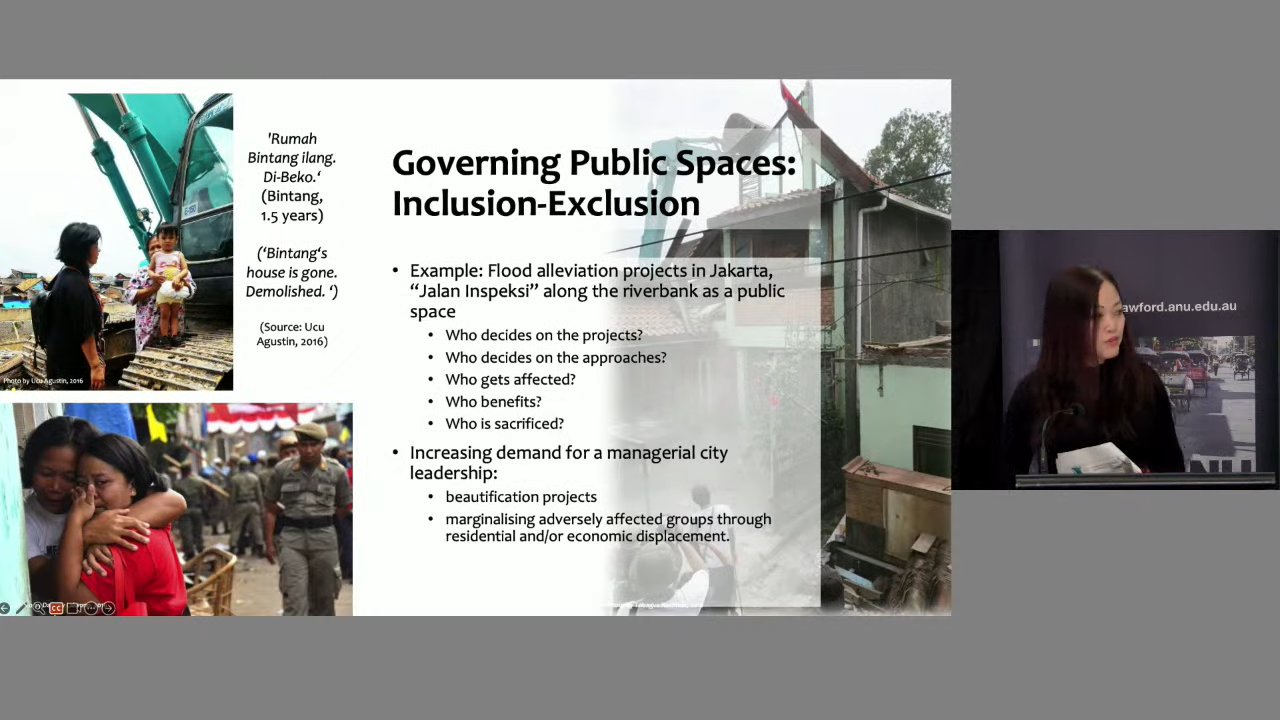 'Rumah
Bintang ilang.
Di-Beko.‘
(Bintang,
1.5 years)
(‘Bintang‘s
house is gone.
Demolished. ‘)
(Source: Ucu
Agustin, 2016)
Photo by Ucu Agustin, 2016
Governing Public Spaces:
Inclusion-Exclusion
• Example: Flood alleviation projects in Jakarta,
“Jalan Inspeksi” along the riverbank as a public
space
• Who decides on the projects?
• Who decides on the approaches?
• Who gets affected?
• Who benefits?
• Who is sacrificed?
• Increasing demand for a managerial city
leadership:
• beautification projects
• marginalising adversely affected groups through
residential and/or economic displacement.
CC
awford.anu.edu.au
NU